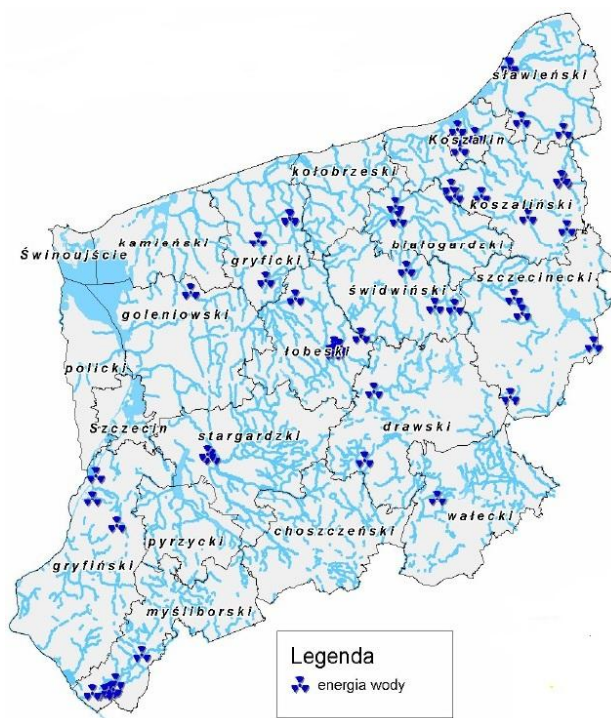 sławieński
Koszalin
kołobrzeski
koszaliński
kamieński
gryficki
białogardzki
Świnoujście
świdwiński
szczecinecki
goleniowski
łobeski
policki
Szczecin
stargardzki
drawski
choszczeński
wałecki
pyrzycki
gryfiński
myśliborski
Legenda
energia wody